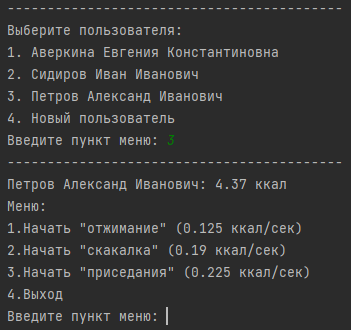 ------------------------------------------
Выберите пользователя:
1. Аверкина Евгения Константиновна
2. Сидиров Иван Иванович
3. Петров Александ Иванович
4. Новый пользователь
Введите пункт меню: 3
------------------------------------------
Петров Александ Иванович: 4.37 ккал
Меню:
1.Начать "отжимание" (0.125 ккал/сек)
2.Начать "скакалка" (0.19 ккал/сек)
3.Начать "приседания" (0.225 ккал/сек)
4.Выход
Введите пункт меню: